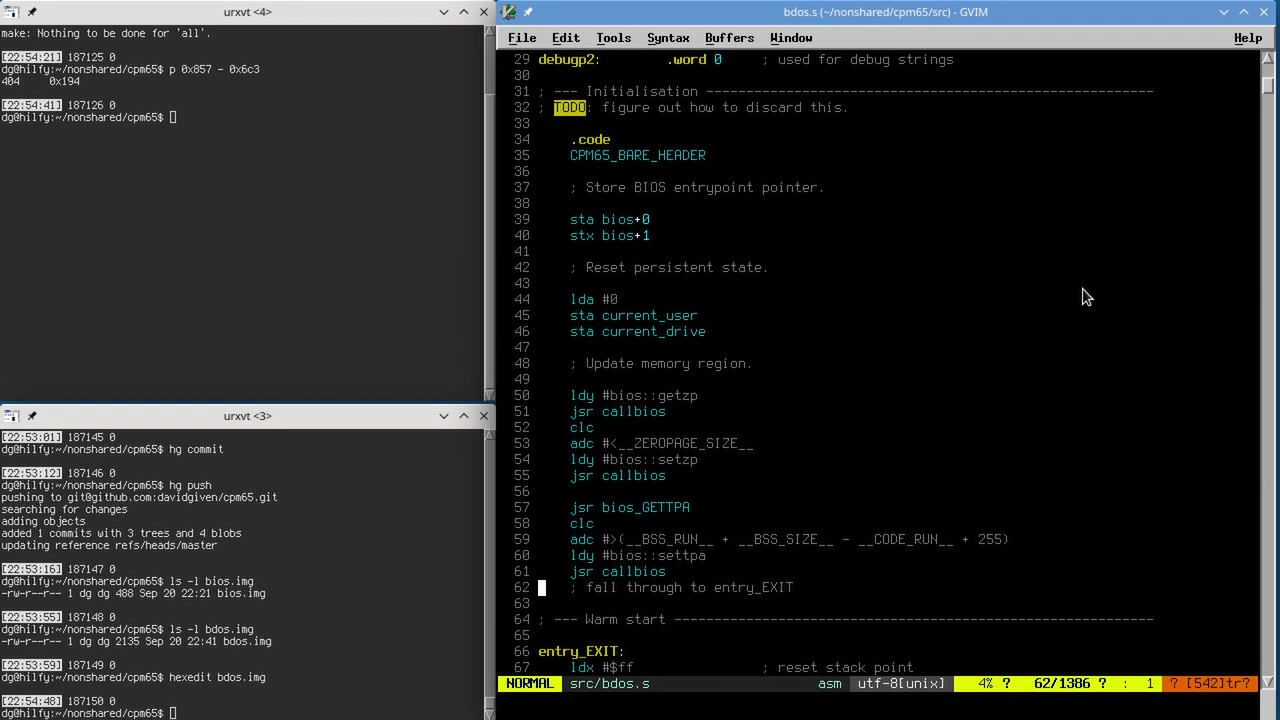 urxvt <4>
make: Nothing to be done for 'all'.
[22:54:21] 187125 0
dg@hilfy:~/nonshared/cpm65$ p 0x857 - 0x6c3
404     0x194
[22:54:41] 187126 0
dg@hilfy:~/nonshared/cpm65$
urxvt <3>
[22:53:01] 187145 0
dg@hilfy:~/nonshared/cpm65$ hg commit
[22:53:12] 187146 0
dg@hilfy:~/nonshared/cpm65$ hg push
pushing to git@github.com:davidgiven/cpm65.git
searching for changes
adding objects
added 1 commits with 3 trees and 4 blobs
updating reference refs/heads/master
[22:53:16] 187147 0
dg@hilfy:~/nonshared/cpm65$ ls -l bios.img
-rw-r--r-- 1 dg dg 488 Sep 20 22:21 bios.img
[22:53:55] 187148 0
dg@hilfy:~/nonshared/cpm65$ ls -l bdos.img
-rw-r--r-- 1 dg dg 2135 Sep 20 22:41 bdos.img
[22:53:59] 187149 0
dg@hilfy:~/nonshared/cpm65$ hexedit bdos.img
[22:54:48] 187150 0
dg@hilfy:~/nonshared/cpm65$
bdos.s (~/nonshared/cpm65/src) - GVIM
File Edit Tools Syntax Buffers Window Help
29 debugp2:        .word 0     ; used for debug strings
30
31 ; --- Initialisation --------------------------------------------------------
32 ; TODO: figure out how to discard this.
33
34     .code
35     CPM65_BARE_HEADER
36
37     ; Store BIOS entrypoint pointer.
38
39     sta bios+0
40     stx bios+1
41
42     ; Reset persistent state.
43
44     lda #0
45     sta current_user
46     sta current_drive
47
48     ; Update memory region.
49
50     ldy #bios::getzp
51     jsr callbios
52     clc
53     adc #<__ZEROPAGE_SIZE__
54     ldy #bios::setzp
55     jsr callbios
56
57     jsr bios_GETTPA
58     clc
59     adc #>(__BSS_RUN__ + __BSS_SIZE__ - __CODE_RUN__ + 255)
60     ldy #bios::settpa
61     jsr callbios
62     ; fall through to entry_EXIT
63
64 ; --- Warm start ------------------------------------------------------------
65
66 entry_EXIT:
67     ldx #$ff            ; reset stack point
NORMAL src/bdos.s asm utf-8[unix] 4% ? 62/1386 ? : 1 ? [542]tr?